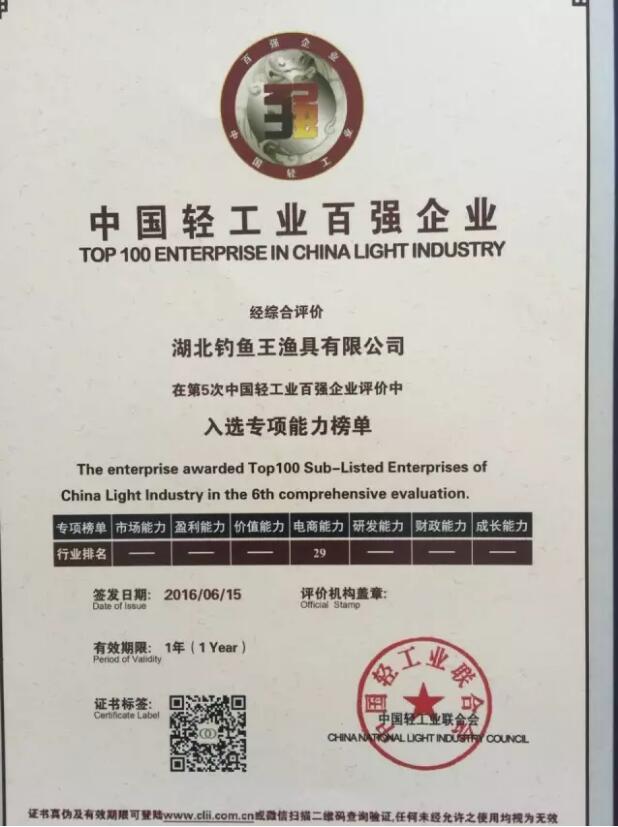 百强企业
强
中国轻工业
中国轻工业百强企业
TOP 100 ENTERPRISE IN CHINA LIGHT INDUSTRY
经综合评价
湖北钓鱼王渔具有限公司
在第5次中国轻工业百强企业评价中
入选专项能力榜单
The enterprise awarded Top100 Sub-Listed Enterprises of
China Light Industry in the 6th comprehensive evaluation.
专项榜单 市场能力 盈利能力 价值能力 电商能力 研发能力 财政能力 成长能力
行业排名 —— —— —— 29 —— —— ——
签发日期: 2016/06/15 评价机构盖章:
Date of Issue Official Stamp
有效期限: 1年（1 Year）
Period of Validity
证书标签:
Certificate Label
中国轻工业联合会
中国轻工业联合会
CHINA NATIONAL LIGHT INDUSTRY COUNCIL
证书真伪及有效期限可登陆www.clii.com.cn或微信扫描二维码查询验证,任何未经允许之使用均视为无效